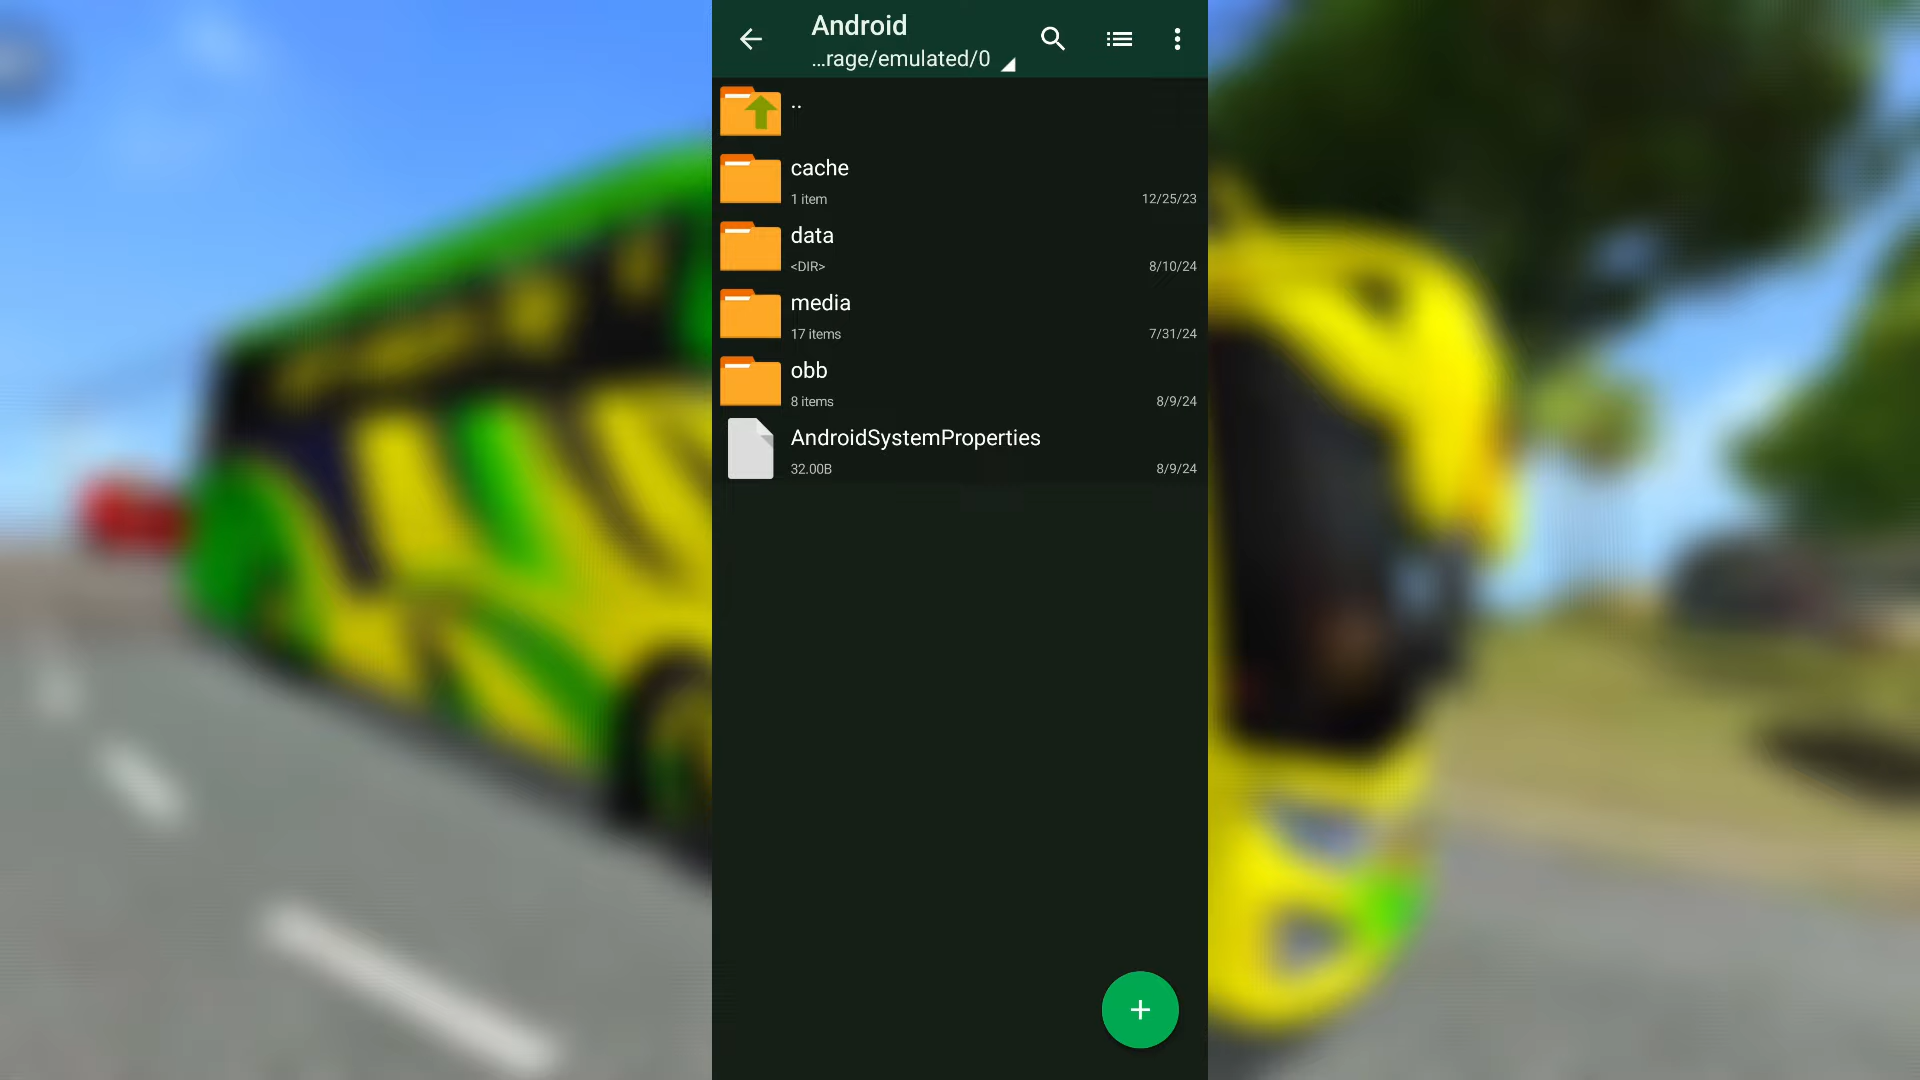 Android
...rage/emulated/0
..
cache
1 item
12/25/23
data
<DIR>
8/10/24
media
17 items
7/31/24
obb
8 items
8/9/24
AndroidSystemProperties
32.00B
8/9/24